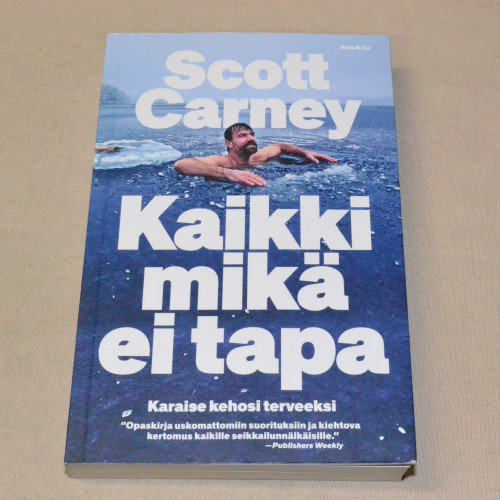 Asia & Co
Scott
Carney
Kaikki
mikä
ei tapa
Karaise kehosi terveeksi
"Opaskirja uskomattomiin suorituksiin ja kiehtova
kertomus kaikille seikkailunnälkäisille."
—Publishers Weekly